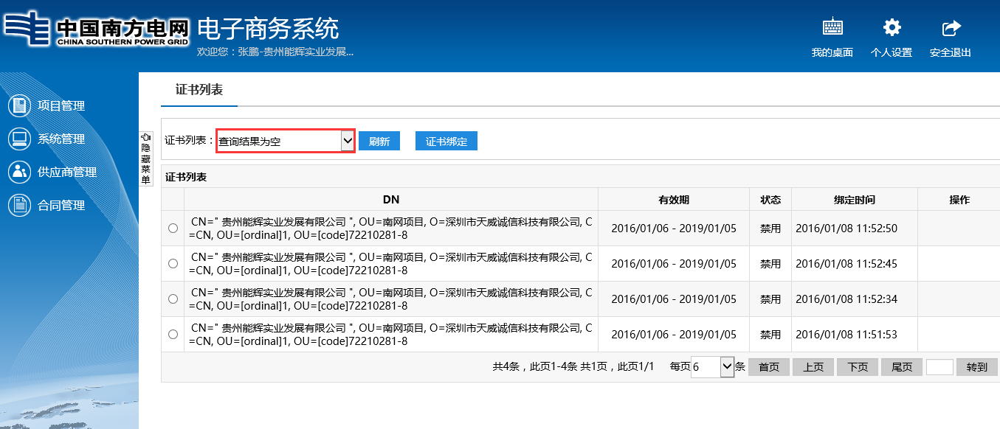 中国南方电网
CHINA SOUTHERN POWER GRID
电子商务系统
欢迎您：张鹏-贵州能辉实业发展...
我的桌面 个人设置 安全退出
项目管理
系统管理
供应商管理
合同管理
隐藏菜单
证书列表
证书列表： 查询结果为空 刷新 证书绑定
证书列表
DN 有效期 状态 绑定时间 操作
CN=" 贵州能辉实业发展有限公司 ", OU=南网项目, O=深圳市天威诚信科技有限公司, C
=CN, OU=[ordinal]1, OU=[code]72210281-8
2016/01/06 - 2019/01/05 禁用 2016/01/08 11:52:50
CN=" 贵州能辉实业发展有限公司 ", OU=南网项目, O=深圳市天威诚信科技有限公司, C
=CN, OU=[ordinal]1, OU=[code]72210281-8
2016/01/06 - 2019/01/05 禁用 2016/01/08 11:52:45
CN=" 贵州能辉实业发展有限公司 ", OU=南网项目, O=深圳市天威诚信科技有限公司, C
=CN, OU=[ordinal]1, OU=[code]72210281-8
2016/01/06 - 2019/01/05 禁用 2016/01/08 11:52:34
CN=" 贵州能辉实业发展有限公司 ", OU=南网项目, O=深圳市天威诚信科技有限公司, C
=CN, OU=[ordinal]1, OU=[code]72210281-8
2016/01/06 - 2019/01/05 禁用 2016/01/08 11:51:53
共4条，此页1-4条 共1页，此页1/1 每页 6 条 首页 上页 下页 尾页 转到